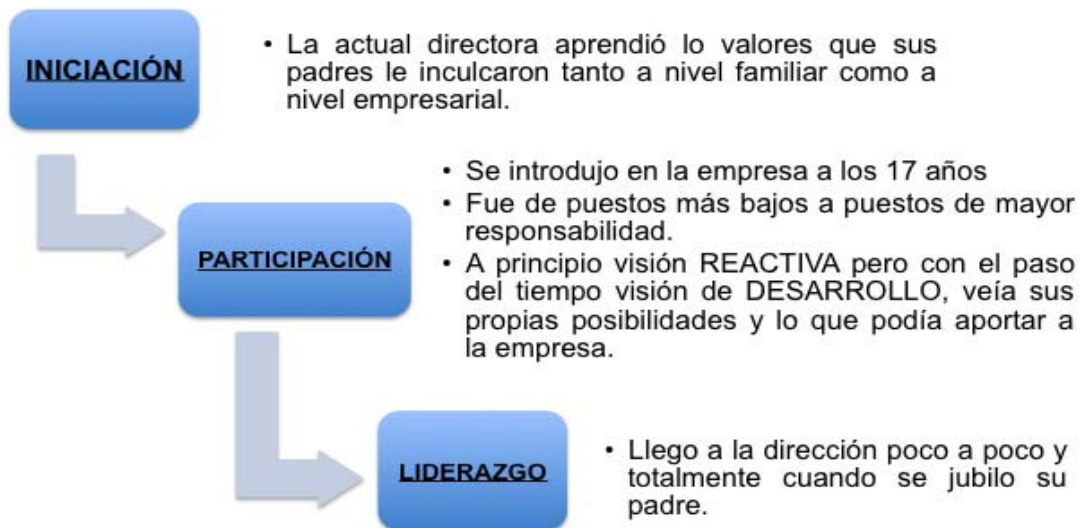 INICIACIÓN
• La actual directora aprendió lo valores que sus
padres le inculcaron tanto a nivel familiar como a
nivel empresarial.
PARTICIPACIÓN
• Se introdujo en la empresa a los 17 años
• Fue de puestos más bajos a puestos de mayor
responsabilidad.
• A principio visión REACTIVA pero con el paso
del tiempo visión de DESARROLLO, veía sus
propias posibilidades y lo que podía aportar a
la empresa.
LIDERAZGO
• Llego a la dirección poco a poco y
totalmente cuando se jubilo su
padre.